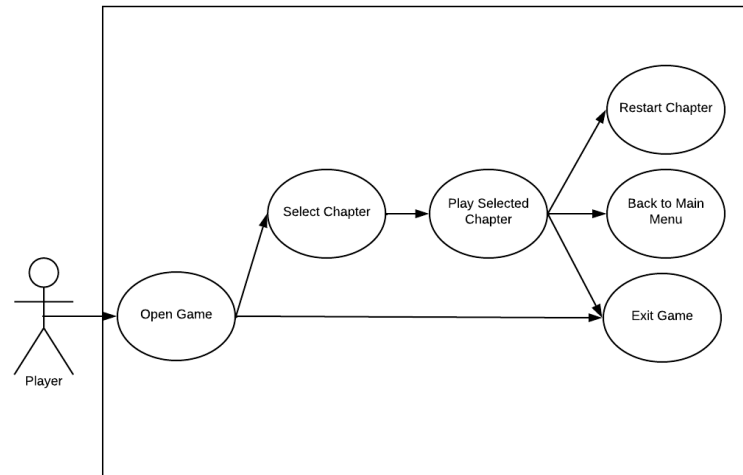 Restart Chapter
Select Chapter
Play Selected
Chapter
Back to Main
Menu
Open Game
Exit Game
Player